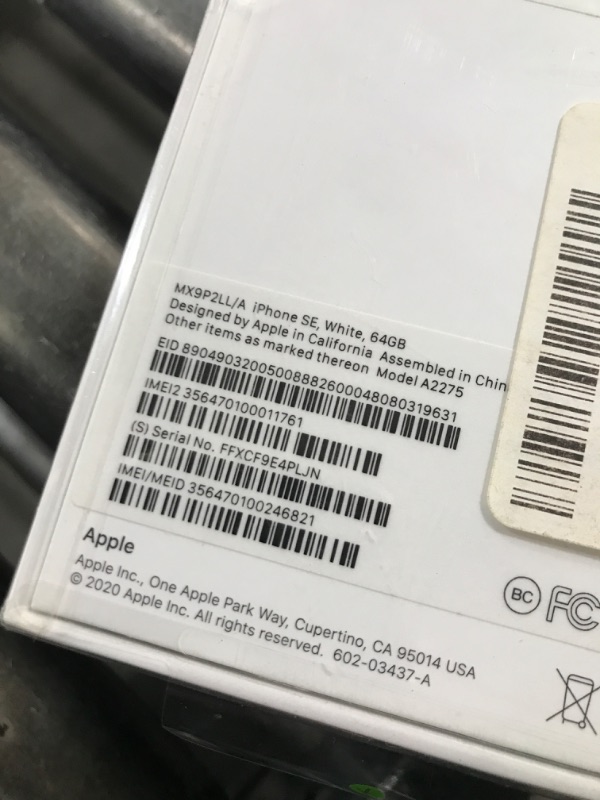 MX9P2LL/A iPhone SE, White, 64GB
Designed by Apple in California Assembled in Chin
Other items as marked thereon Model A2275
EID 89049032005008882600048080319631
IMEI2 356470100011761
(S) Serial No. FFXCF9E4PLJN
IMEI/MEID 356470100246821
Apple
Apple Inc., One Apple Park Way, Cupertino, CA 95014 USA
© 2020 Apple Inc. All rights reserved. 602-03437-A
BC FC